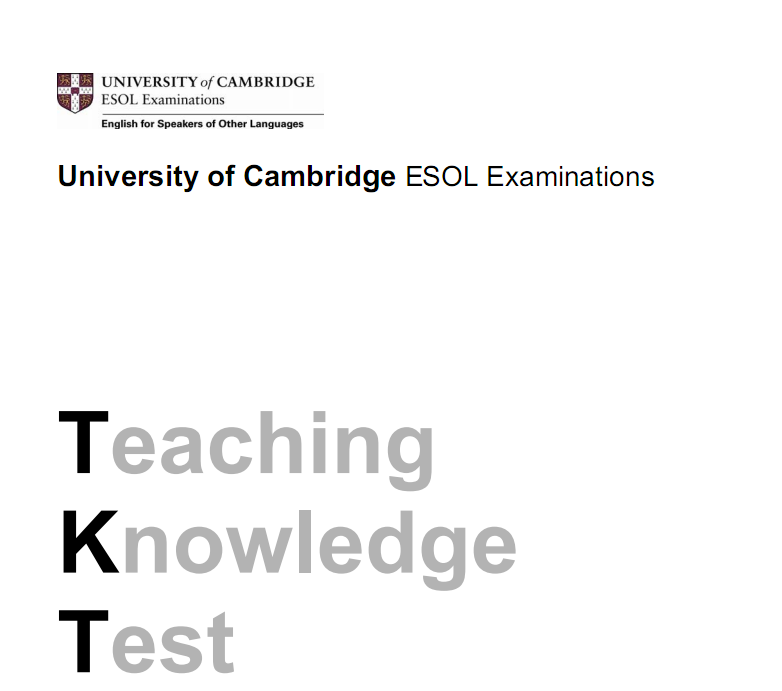 UNIVERSITY of CAMBRIDGE
ESOL Examinations
English for Speakers of Other Languages
University of Cambridge ESOL Examinations
Teaching
Knowledge
Test